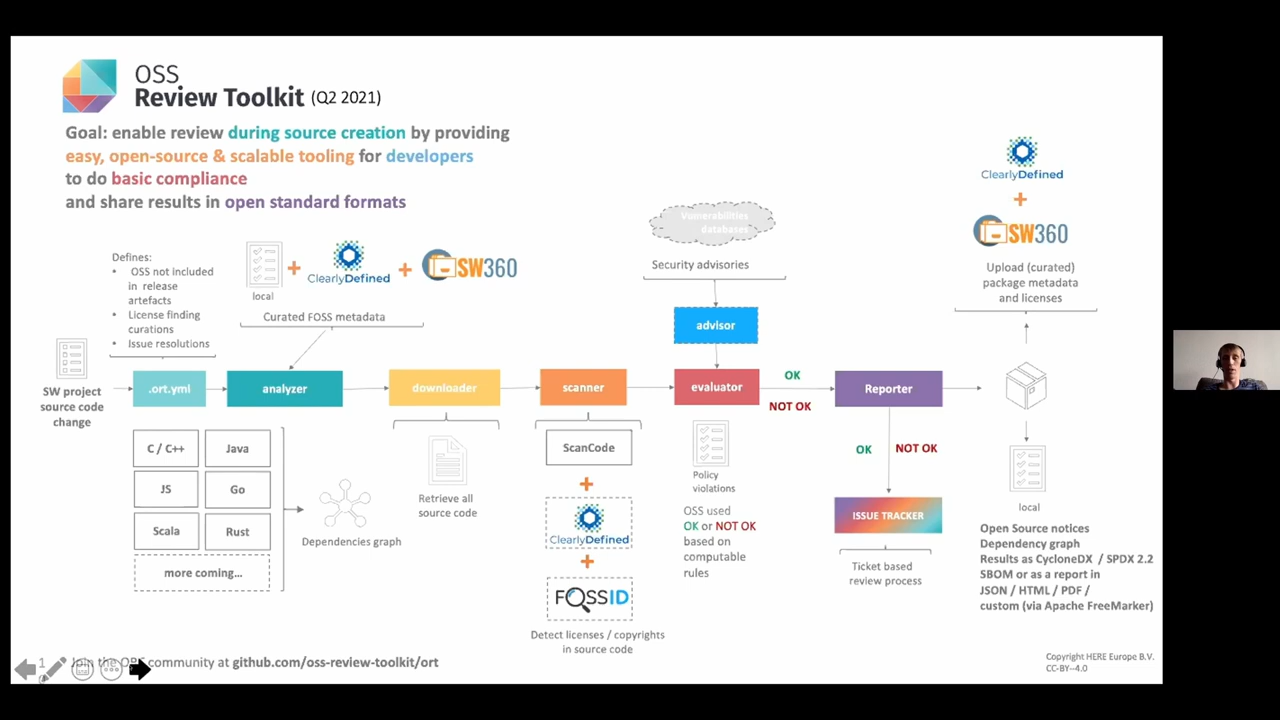 OSS
Review Toolkit (Q2 2021)
Goal: enable review during source creation by providing
easy, open-source & scalable tooling for developers
to do basic compliance
and share results in open standard formats
Defines:
• OSS not included
in release
artefacts
• License finding
curations
• Issue resolutions
local
+
ClearlyDefined
+
SW360
Curated FOSS metadata
Vulnerabilities
databases
Security advisories
advisor
ClearlyDefined
+
SW360
Upload (curated)
package metadata
and licenses
SW project
source code
change
.ort.yml
analyzer
downloader
scanner
evaluator
OK
NOT OK
Reporter
C / C++
Java
JS
Go
Scala
Rust
more coming...
Dependencies graph
Retrieve all
source code
ScanCode
+
ClearlyDefined
+
FOSSID
Detect licenses / copyrights
in source code
Policy
violations
OSS used
OK or NOT OK
based on
computable
rules
OK
NOT OK
ISSUE TRACKER
Ticket based
review process
local
Open Source notices
Dependency graph
Results as CycloneDX / SPDX 2.2
SBOM or as a report in
JSON / HTML / PDF /
custom (via Apache FreeMarker)
Join the community at github.com/oss-review-toolkit/ort
Copyright HERE Europe B.V.
CC-BY--4.0